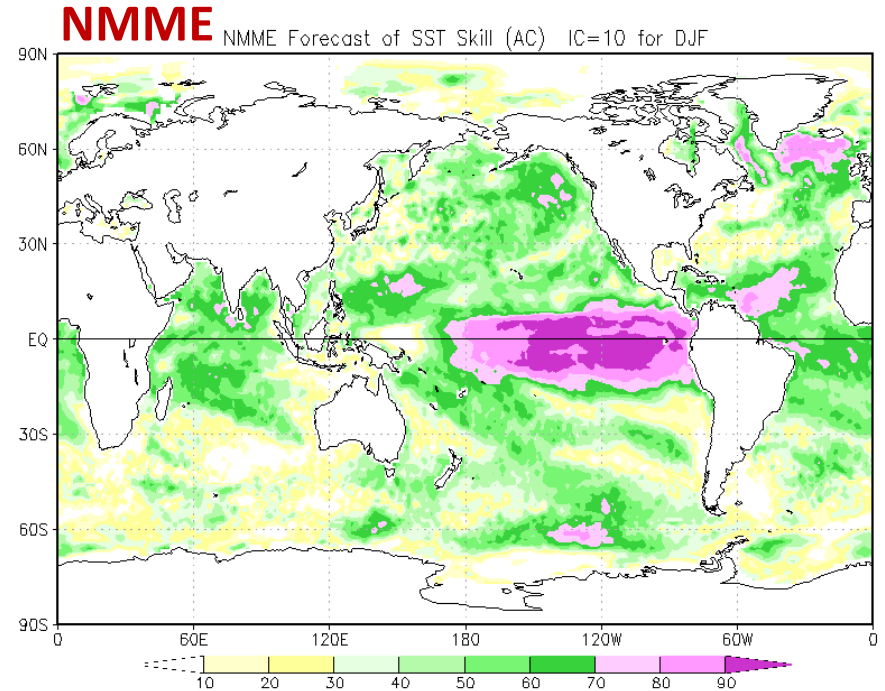 NMME NMME Forecast of SST Skill (AC) IC=10 for DJF
90N
60N
30N
EQ
30S
60S
90S
0 60E 120E 180 120W 60W 0
10 20 30 40 50 60 70 80 90